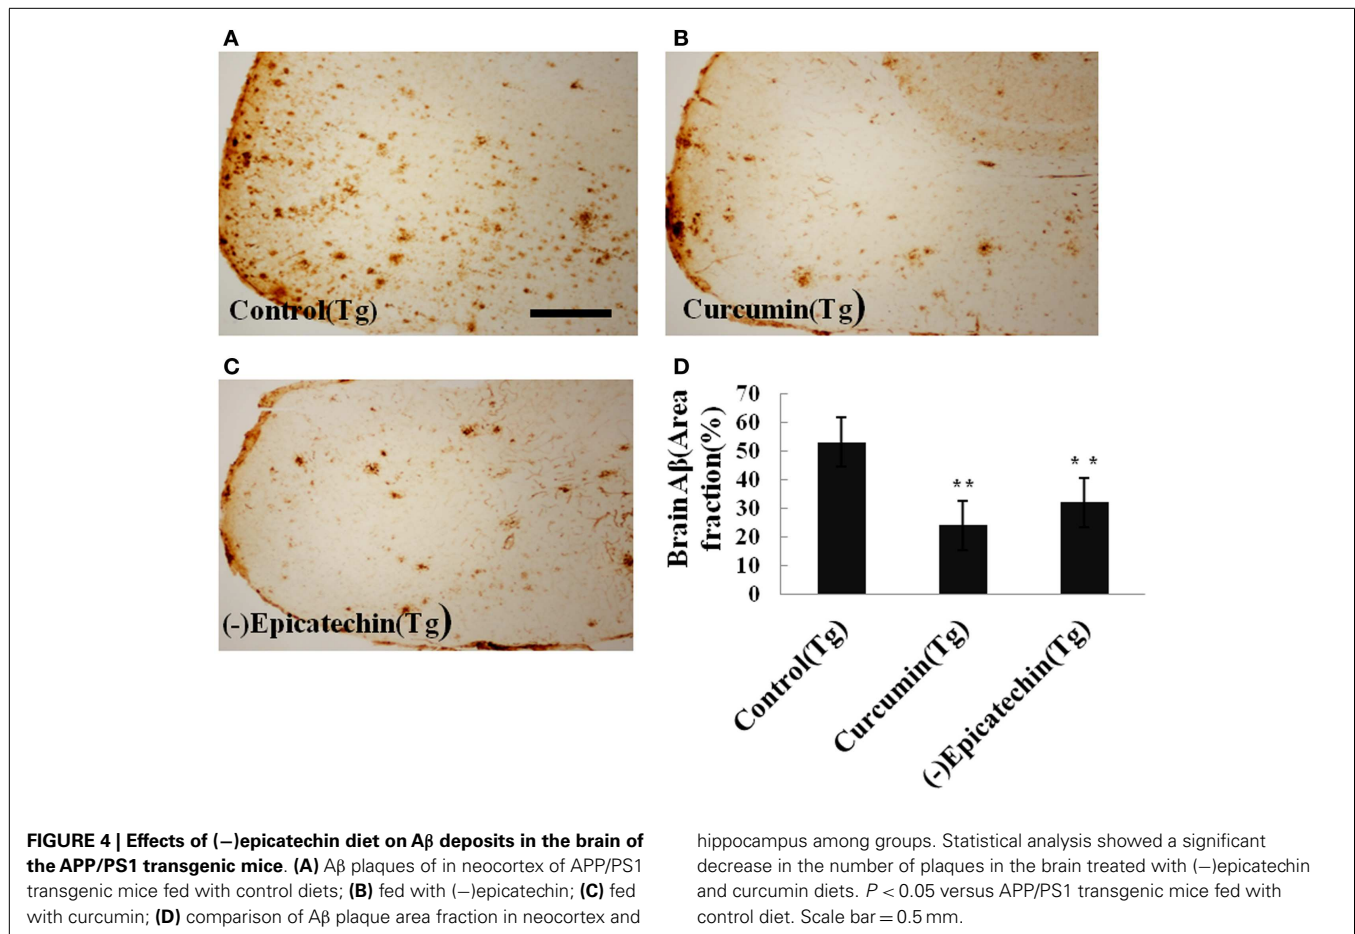 A
B
Control(Tg)
Curcumin(Tg)
C
D
(-)Epicatechin(Tg)
Brain Aβ(Area
fraction(%)
70
60
50
40
30
20
10
0
**
* *
Control(Tg)
Curcumin(Tg)
(-)Epicatechin(Tg)
FIGURE 4 | Effects of (−)epicatechin diet on Aβ deposits in the brain of
the APP/PS1 transgenic mice. (A) Aβ plaques of in neocortex of APP/PS1
transgenic mice fed with control diets; (B) fed with (−)epicatechin; (C) fed
with curcumin; (D) comparison of Aβ plaque area fraction in neocortex and
hippocampus among groups. Statistical analysis showed a significant
decrease in the number of plaques in the brain treated with (−)epicatechin
and curcumin diets. P < 0.05 versus APP/PS1 transgenic mice fed with
control diet. Scale bar = 0.5 mm.